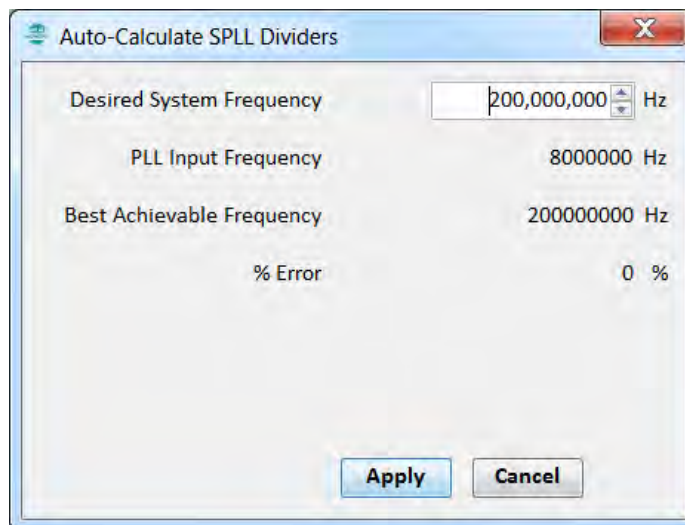 Auto-Calculate SPLL Dividers
Desired System Frequency 200,000,000 Hz
PLL Input Frequency 8000000 Hz
Best Achievable Frequency 200000000 Hz
% Error 0 %
Apply Cancel